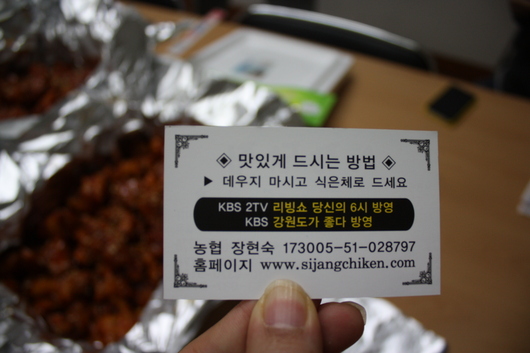 ◈ 맛있게 드시는 방법 ◈
▶ 데우지 마시고 식은체로 드세요
KBS 2TV 리빙쇼 당신의 6시 방영
KBS 강원도가 좋다 방영
농협 장현숙 173005-51-028797
홈페이지 www.sijangchiken.com